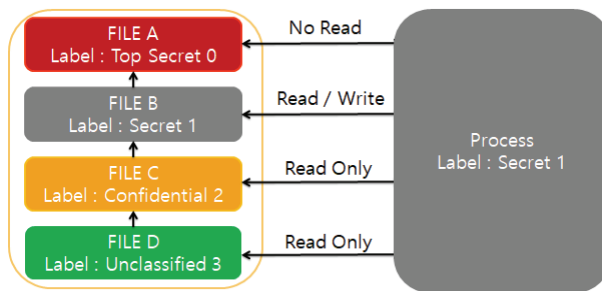 FILE A
Label : Top Secret 0
No Read
FILE B
Label : Secret 1
Read / Write
Process
Label : Secret 1
FILE C
Label : Confidential 2
Read Only
FILE D
Label : Unclassified 3
Read Only